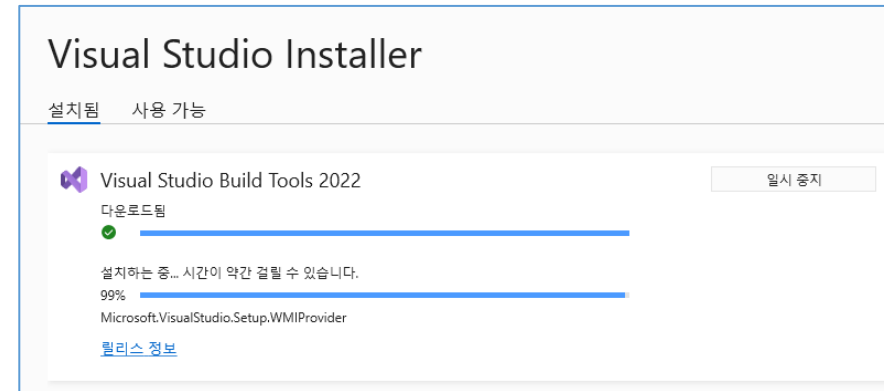 Visual Studio Installer
설치됨 사용 가능
Visual Studio Build Tools 2022
일시 중지
다운로드됨
설치하는 중... 시간이 약간 걸릴 수 있습니다.
99%
Microsoft.VisualStudio.Setup.WMIProvider
릴리스 정보